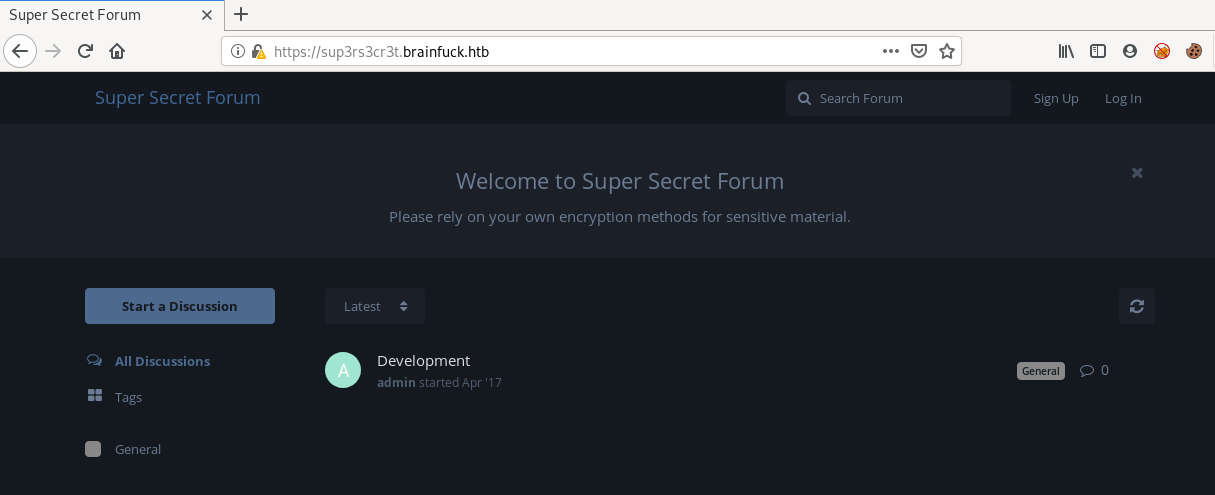 Super Secret Forum
https://sup3rs3cr3t.brainfuck.htb
Super Secret Forum
Search Forum
Sign Up
Log In
Welcome to Super Secret Forum
Please rely on your own encryption methods for sensitive material.
Start a Discussion
Latest
All Discussions
Tags
General
A
Development
admin started Apr '17
General
0